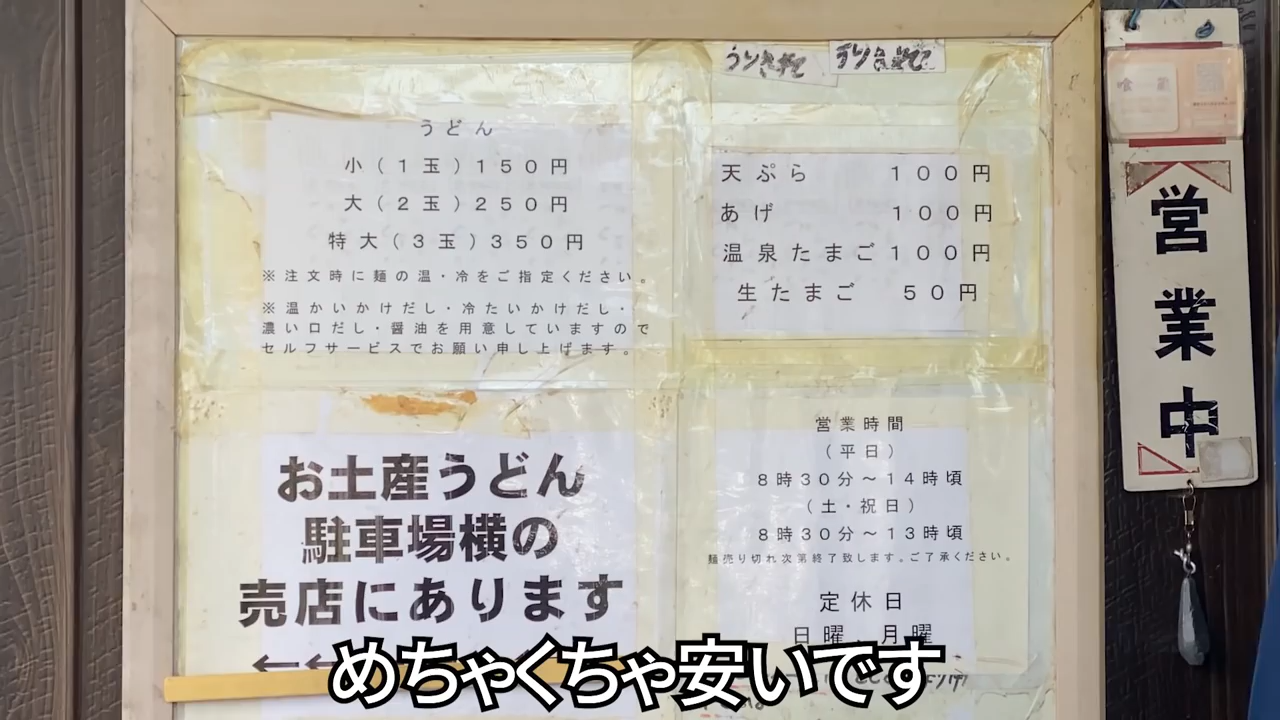 うどん
小(1玉)150円
大(2玉)250円
特大(3玉)350円
※注文時に麺の温・冷をご指定ください。
※温かいかけだし・冷たいかけだし・
濃い口だし・醤油を用意していますので
セルフサービスでお願い申し上げます。
天ぷら 100円
あげ 100円
温泉たまご100円
生たまご 50円
お土産うどん
駐車場横の
売店にあります
営業時間
(平日)
8時30分～14時頃
(土・祝日)
8時30分～13時頃
麺売り切れ次第終了致します。ご了承ください。
定休日
日曜、月曜
営業中
めちゃくちゃ安いです